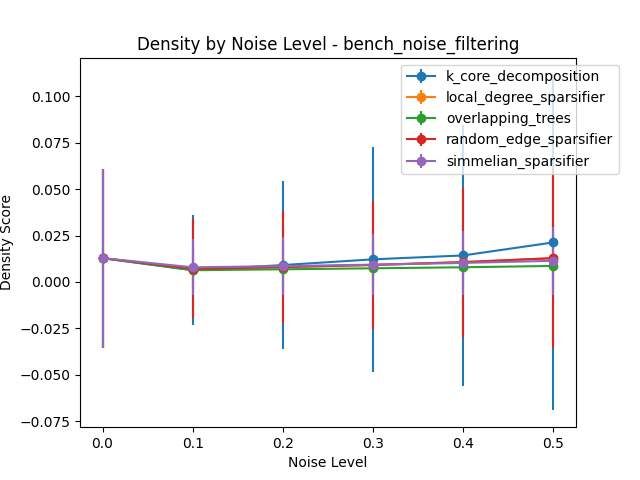 Density by Noise Level - bench_noise_filtering
k_core_decomposition
local_degree_sparsifier
overlapping_trees
random_edge_sparsifier
simmelian_sparsifier
Density Score
0.100
0.075
0.050
0.025
0.000
−0.025
−0.050
−0.075
0.0 0.1 0.2 0.3 0.4 0.5
Noise Level